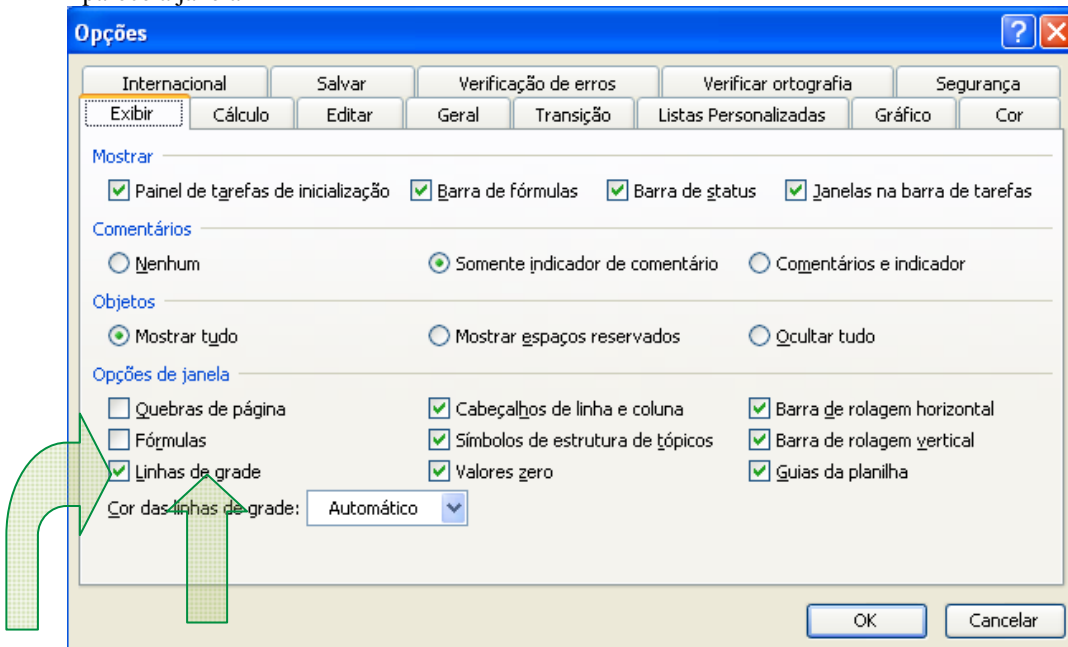 Opções
Internacional Salvar Verificação de erros Verificar ortografia Segurança
Exibir Cálculo Editar Geral Transição Listas Personalizadas Gráfico Cor
Mostrar
Painel de tarefas de inicialização Barra de fórmulas Barra de status Janelas na barra de tarefas
Comentários
Nenhum Somente indicador de comentário Comentários e indicador
Objetos
Mostrar tudo Mostrar espaços reservados Ocultar tudo
Opções de janela
Quebras de página Cabeçalhos de linha e coluna Barra de rolagem horizontal
Fórmulas Símbolos de estrutura de tópicos Barra de rolagem vertical
Linhas de grade Valores zero Guias da planilha
Cor das linhas de grade: Automático
OK Cancelar